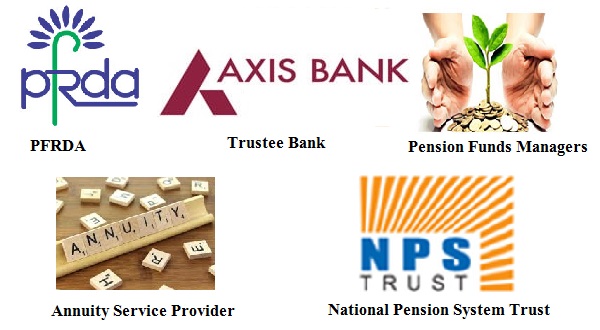 pfrda
AXIS BANK
PFRDA
Trustee Bank
Pension Funds Managers
ANNUITY
NPS
TRUST
Annuity Service Provider
National Pension System Trust